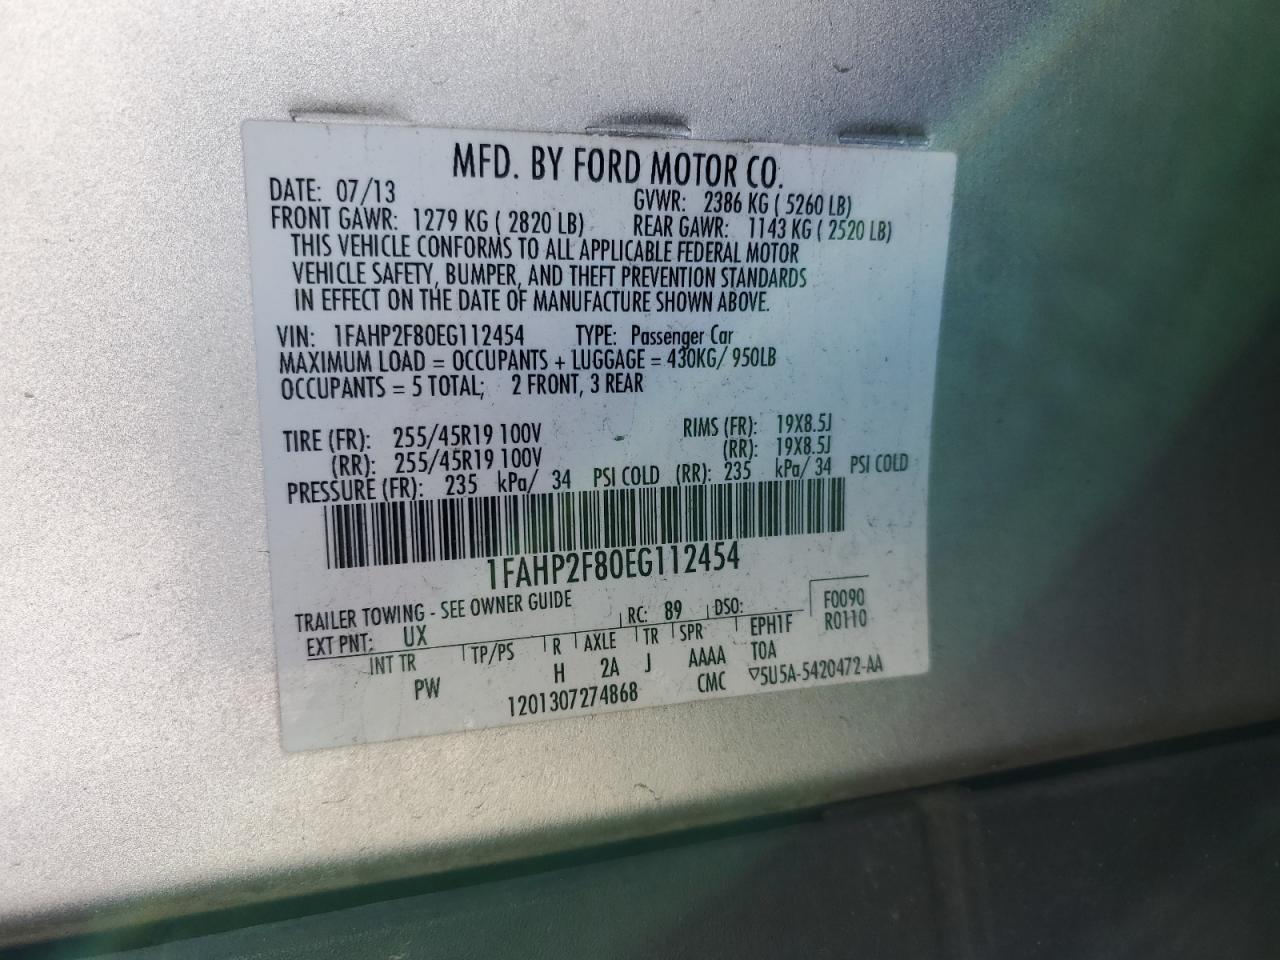 MFD. BY FORD MOTOR CO.
DATE: 07/13 GVWR: 2386 KG ( 5260 LB)
FRONT GAWR: 1279 KG ( 2820 LB) REAR GAWR: 1143 KG ( 2520 LB)
THIS VEHICLE CONFORMS TO ALL APPLICABLE FEDERAL MOTOR
VEHICLE SAFETY, BUMPER, AND THEFT PREVENTION STANDARDS
IN EFFECT ON THE DATE OF MANUFACTURE SHOWN ABOVE.
VIN: 1FAHP2F80EG112454 TYPE: Passenger Car
MAXIMUM LOAD = OCCUPANTS + LUGGAGE = 430KG/ 950LB
OCCUPANTS = 5 TOTAL; 2 FRONT, 3 REAR
TIRE (FR): 255/45R19 100V RIMS (FR): 19X8.5J
(RR): 255/45R19 100V (RR): 19X8.5J
PRESSURE (FR): 235 kPa/ 34 PSI COLD (RR): 235 kPa/ 34 PSI COLD
1FAHP2F80EG112454
TRAILER TOWING - SEE OWNER GUIDE
EXT PNT: UX RC: 89 DSO: F0090
R0110
INT TR TP/PS R AXLE TR SPR EPH1F
PW H 2A J AAAA T0A
1201307274868 CMC ▽5U5A-5420472-AA